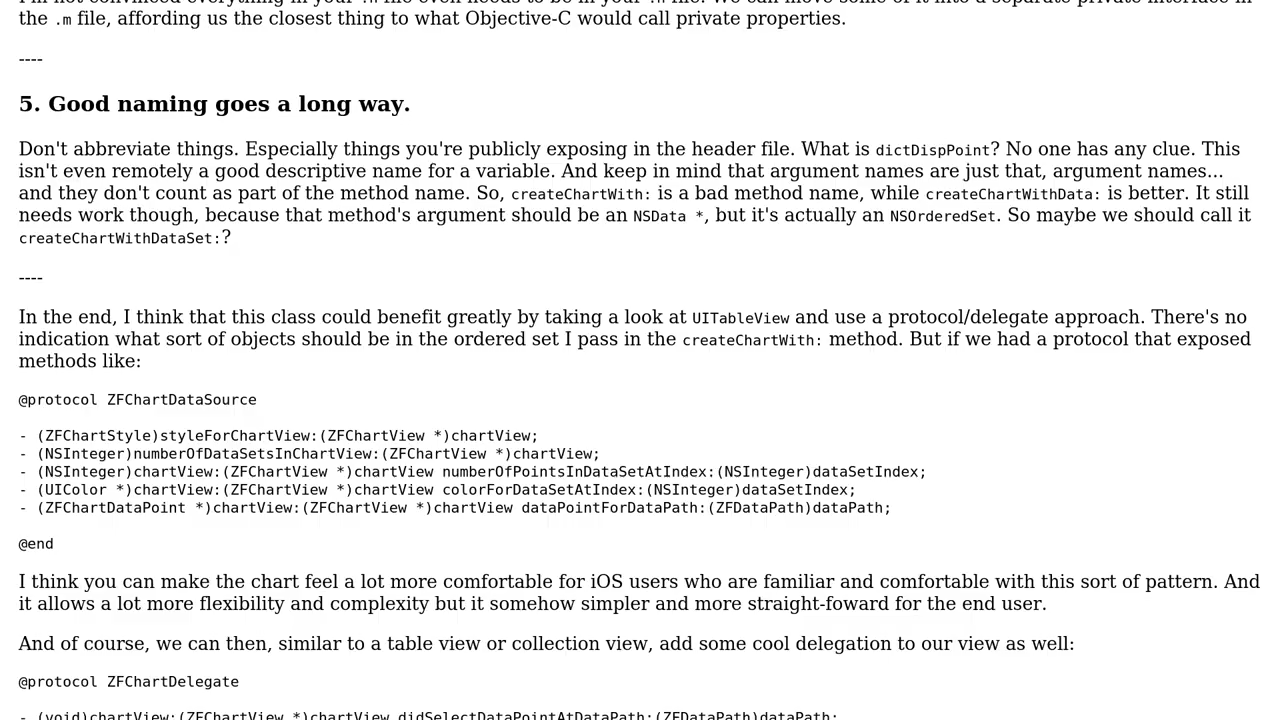 the .m file, affording us the closest thing to what Objective-C would call private properties.
----
5. Good naming goes a long way.
Don't abbreviate things. Especially things you're publicly exposing in the header file. What is dictDispPoint? No one has any clue. This
isn't even remotely a good descriptive name for a variable. And keep in mind that argument names are just that, argument names...
and they don't count as part of the method name. So, createChartWith: is a bad method name, while createChartWithData: is better. It still
needs work though, because that method's argument should be an NSData *, but it's actually an NSOrderedSet. So maybe we should call it
createChartWithDataSet:?
----
In the end, I think that this class could benefit greatly by taking a look at UITableView and use a protocol/delegate approach. There's no
indication what sort of objects should be in the ordered set I pass in the createChartWith: method. But if we had a protocol that exposed
methods like:
@protocol ZFChartDataSource
- (ZFChartStyle)styleForChartView:(ZFChartView *)chartView;
- (NSInteger)numberOfDataSetsInChartView:(ZFChartView *)chartView;
- (NSInteger)chartView:(ZFChartView *)chartView numberOfPointsInDataSetAtIndex:(NSInteger)dataSetIndex;
- (UIColor *)chartView:(ZFChartView *)chartView colorForDataSetAtIndex:(NSInteger)dataSetIndex;
- (ZFChartDataPoint *)chartView:(ZFChartView *)chartView dataPointForDataPath:(ZFDataPath)dataPath;
@end
I think you can make the chart feel a lot more comfortable for iOS users who are familiar and comfortable with this sort of pattern. And
it allows a lot more flexibility and complexity but it somehow simpler and more straight-foward for the end user.
And of course, we can then, similar to a table view or collection view, add some cool delegation to our view as well:
@protocol ZFChartDelegate
- (void)chartView:(ZFChartView *)chartView didSelectDataPointAtDataPath:(ZFDataPath)dataPath;